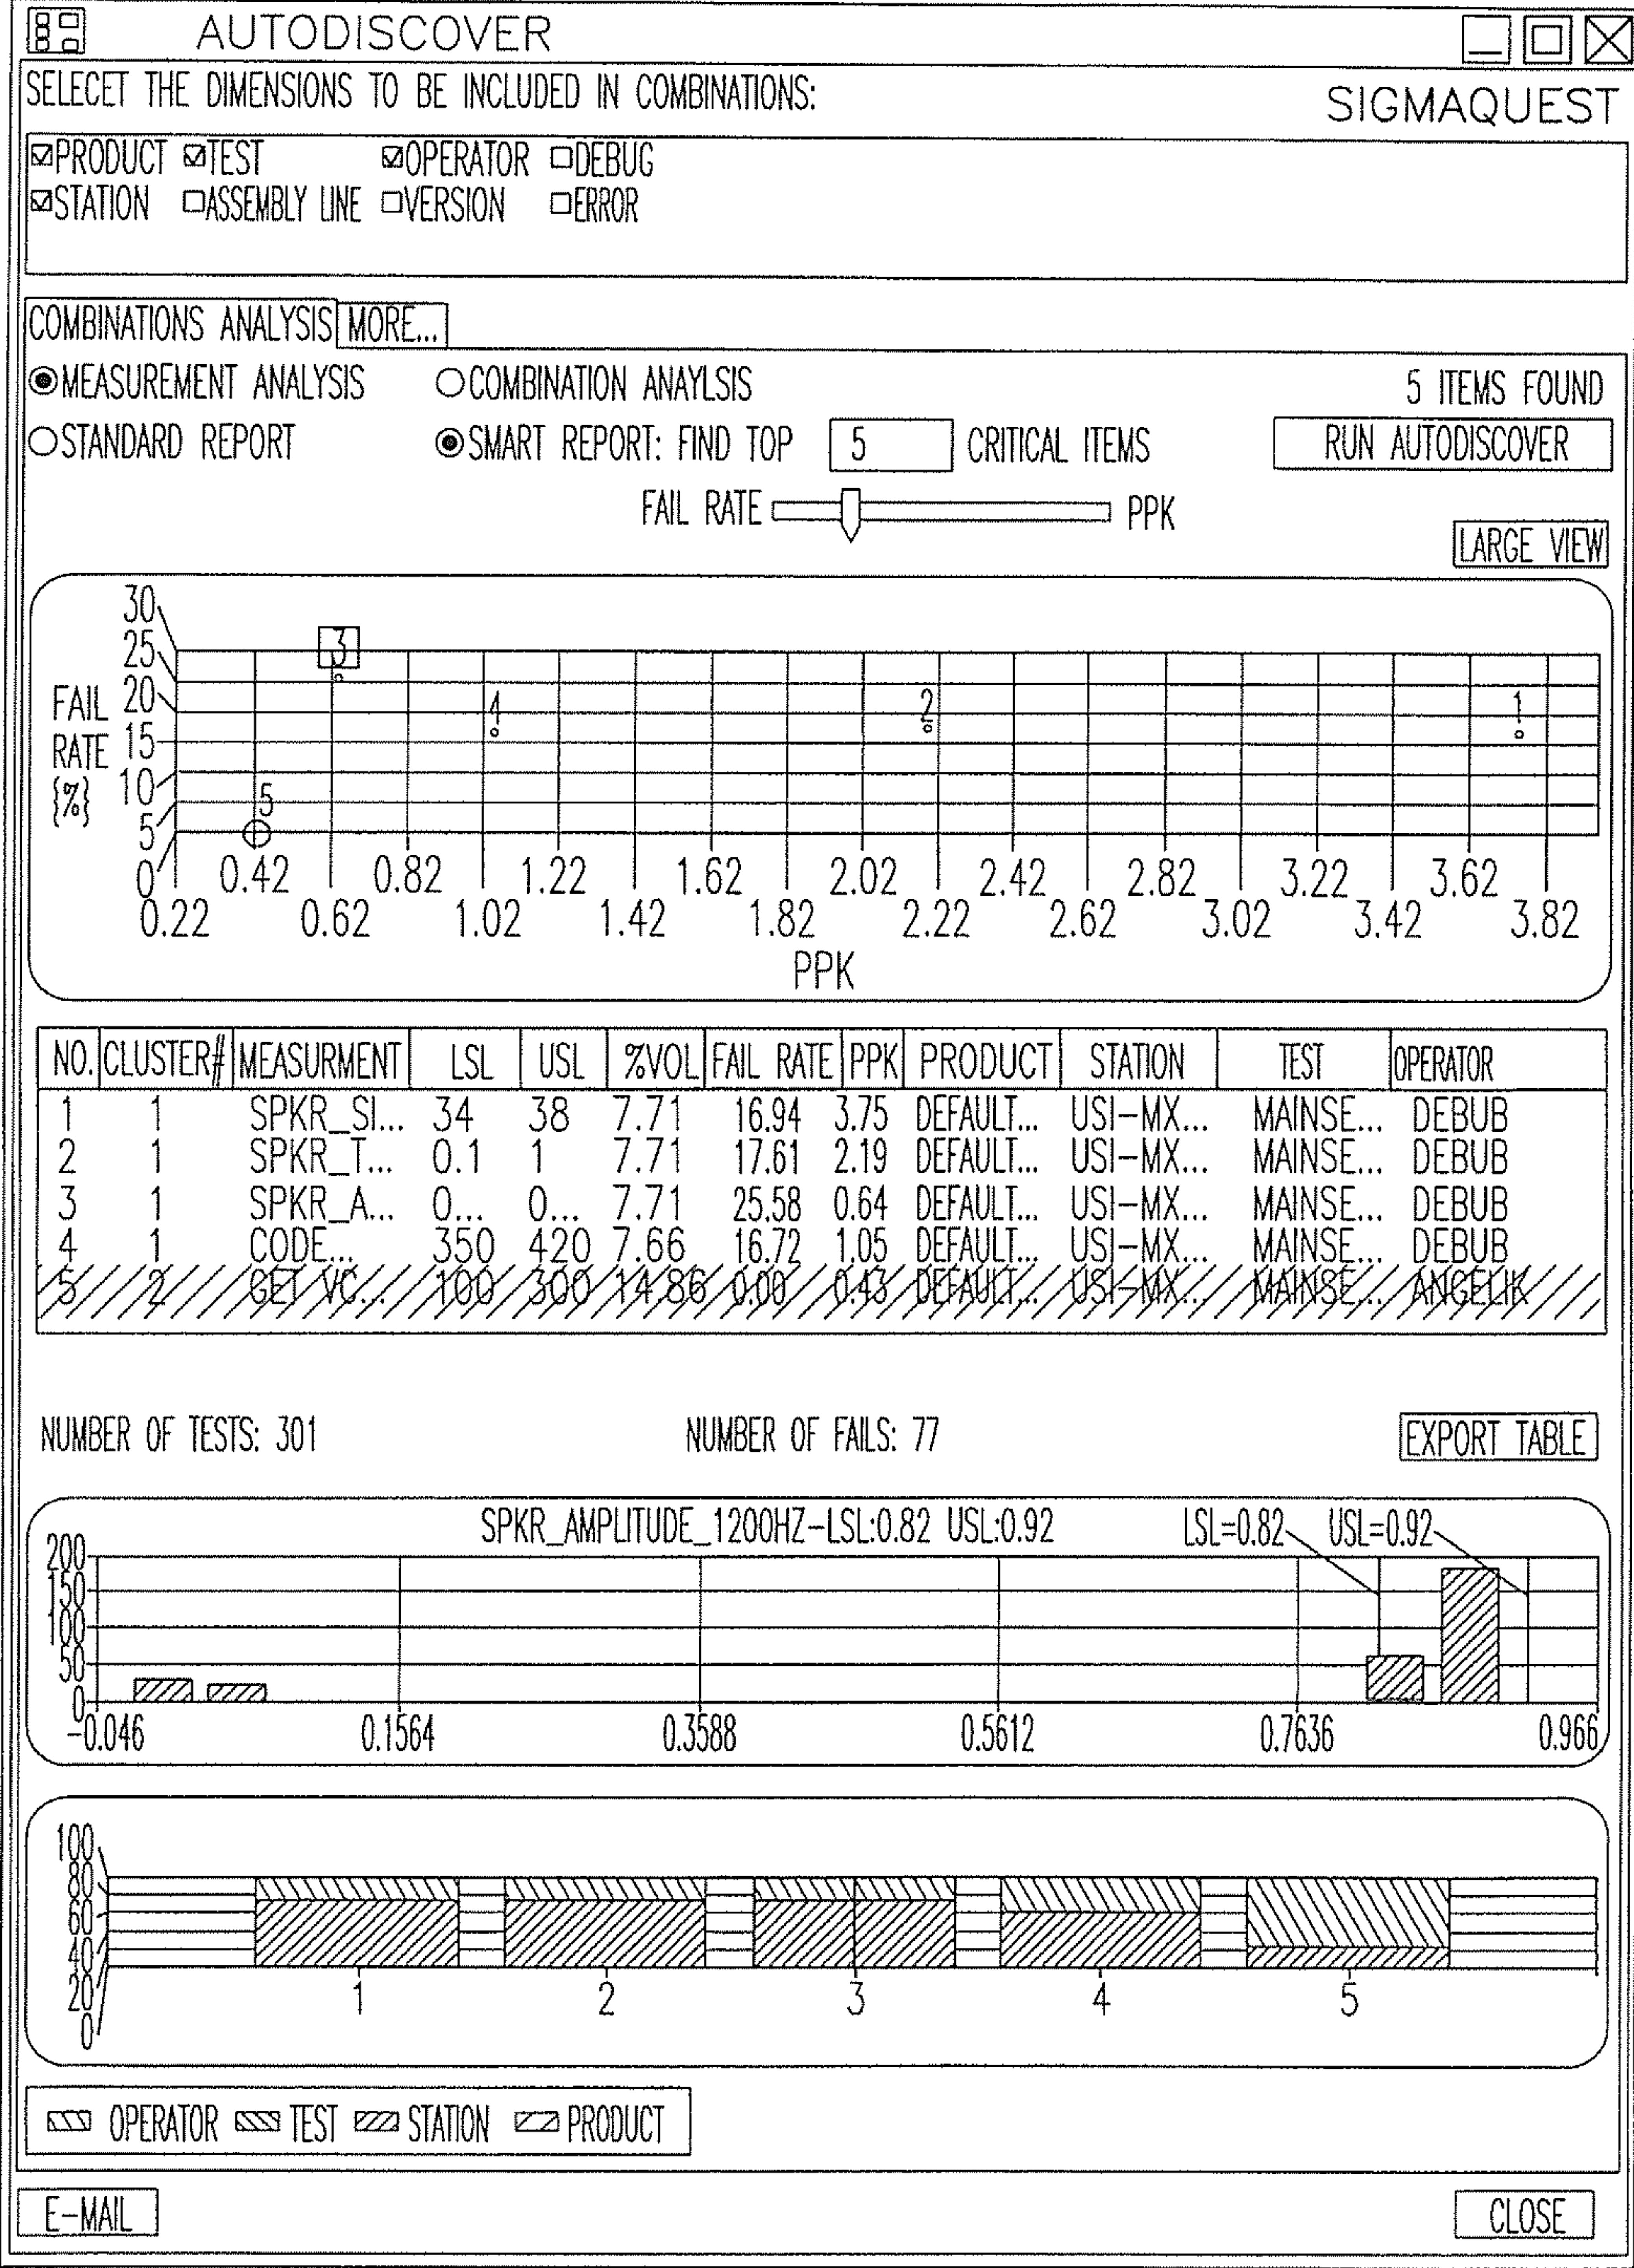 AUTODISCOVER
SELECET THE DIMENSIONS TO BE INCLUDED IN COMBINATIONS:
SIGMAQUEST
PRODUCT TEST OPERATOR DEBUG
STATION ASSEMBLY LINE VERSION ERROR
COMBINATIONS ANALYSIS MORE...
MEASUREMENT ANALYSIS COMBINATION ANAYLSIS 5 ITEMS FOUND
STANDARD REPORT SMART REPORT: FIND TOP 5 CRITICAL ITEMS RUN AUTODISCOVER
FAIL RATE PPK
LARGE VIEW
30
25
20
15
10
5
0
FAIL
RATE
{%}
3
4
2
1
5
0.42 0.82 1.22 1.62 2.02 2.42 2.82 3.22 3.62
0.22 0.62 1.02 1.42 1.82 2.22 2.62 3.02 3.42 3.82
PPK
NO. CLUSTER# MEASURMENT LSL USL %VOL FAIL RATE PPK PRODUCT STATION TEST OPERATOR
1 1 SPKR_SI... 34 38 7.71 16.94 3.75 DEFAULT... USI-MX... MAINSE... DEBUB
2 1 SPKR_T... 0.1 1 7.71 17.61 2.19 DEFAULT... USI-MX... MAINSE... DEBUB
3 1 SPKR_A... 0... 0... 7.71 25.58 0.64 DEFAULT... USI-MX... MAINSE... DEBUB
4 1 CODE... 350 420 7.66 16.72 1.05 DEFAULT... USI-MX... MAINSE... DEBUB
5 2 GET VC... 100 300 14.86 0.00 0.43 DEFAULT... USI-MX... MAINSE... ANGELIK
NUMBER OF TESTS: 301 NUMBER OF FAILS: 77 EXPORT TABLE
SPKR_AMPLITUDE_1200HZ-LSL:0.82 USL:0.92 LSL=0.82 USL=0.92
200
150
100
50
0
-0.046 0.1564 0.3588 0.5612 0.7636 0.966
100
80
60
40
20
0
1 2 3 4 5
OPERATOR TEST STATION PRODUCT
E-MAIL CLOSE